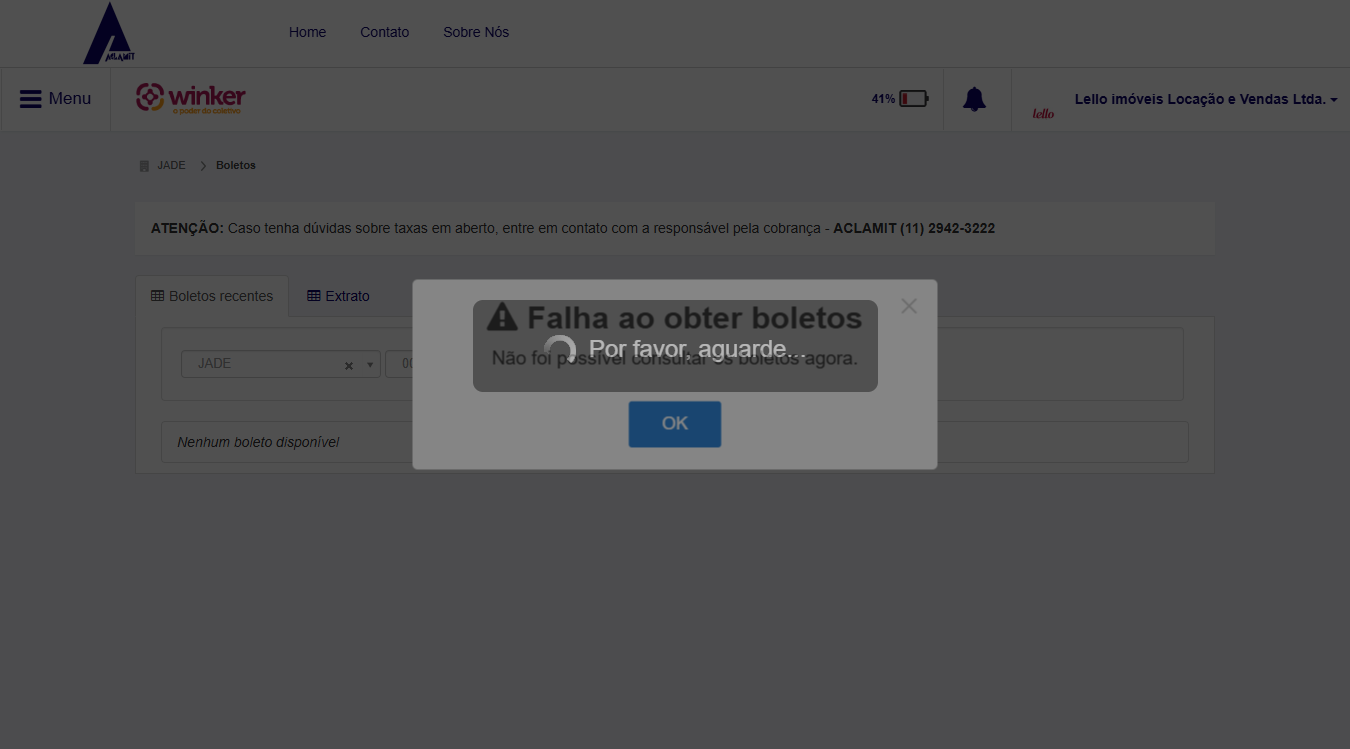 ACLAMIT
Home Contato Sobre Nós
Menu
winker
o poder do coletivo
41%
lello
Lello imóveis Locação e Vendas Ltda.
JADE > Boletos
ATENÇÃO: Caso tenha dúvidas sobre taxas em aberto, entre em contato com a responsável pela cobrança - ACLAMIT (11) 2942-3222
Boletos recentes Extrato
×
Falha ao obter boletos
Por favor, aguarde...
Não foi possível consultar os boletos agora.
JADE × 00
OK
Nenhum boleto disponível